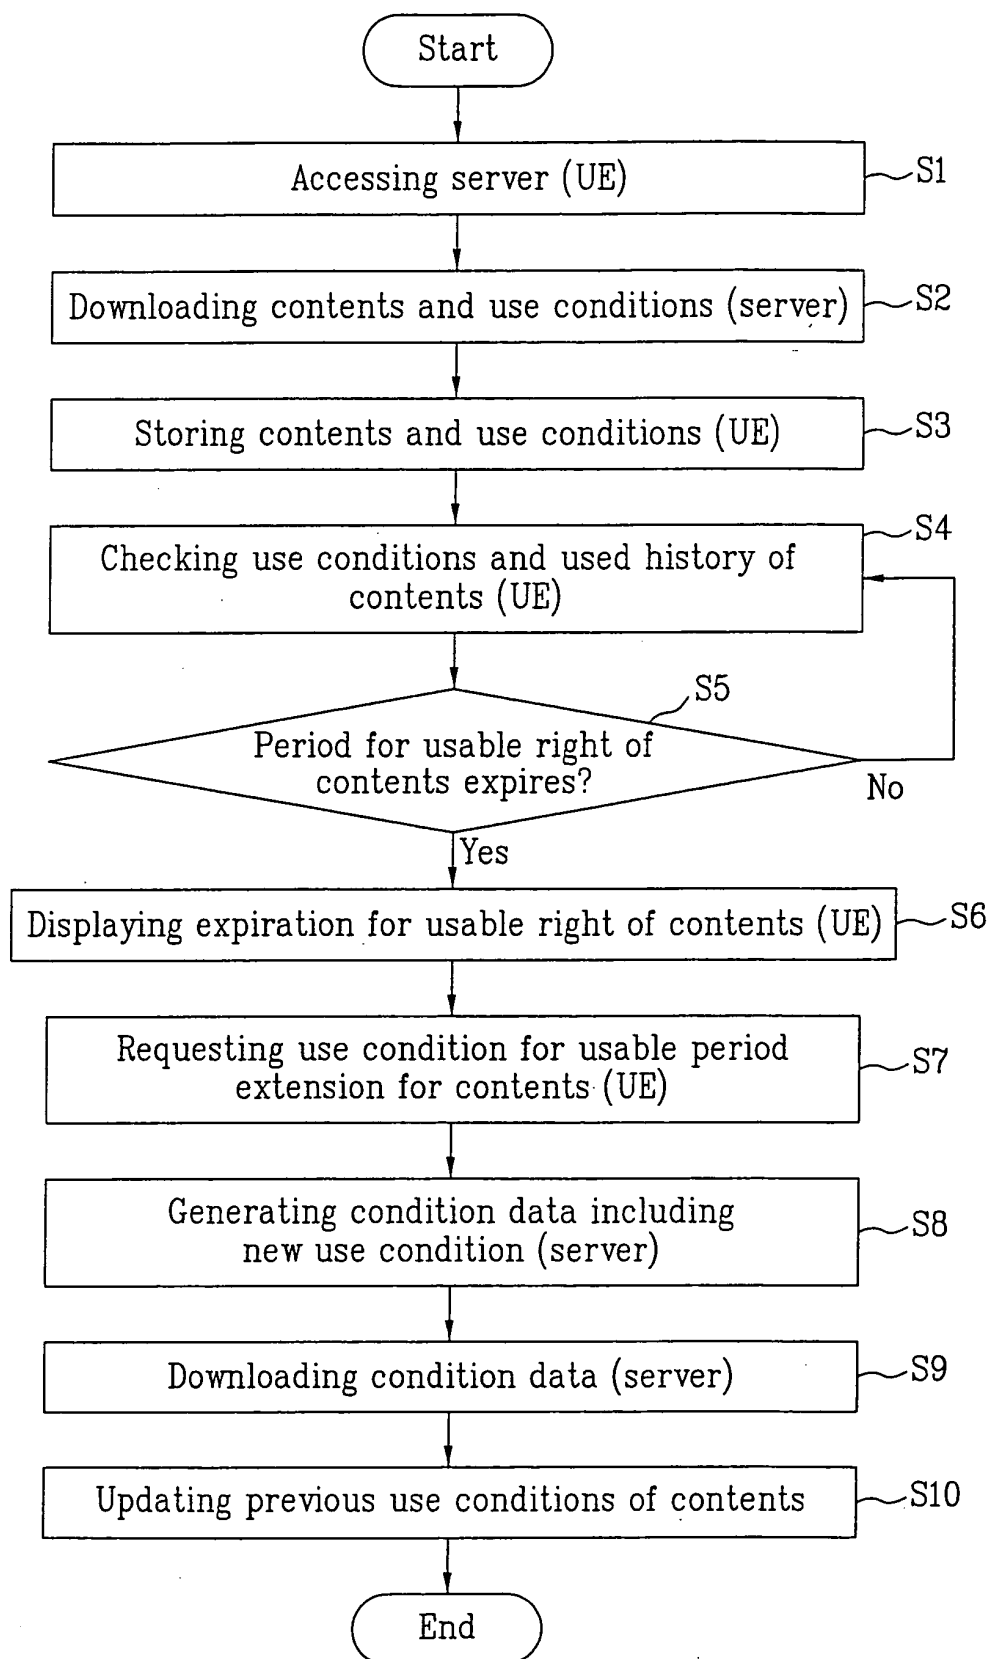 Start
Accessing server (UE)
S1
Downloading contents and use conditions (server)
S2
Storing contents and use conditions (UE)
S3
Checking use conditions and used history of
contents (UE)
S4
Period for usable right of
contents expires?
S5
No
Yes
Displaying expiration for usable right of contents (UE)
S6
Requesting use condition for usable period
extension for contents (UE)
S7
Generating condition data including
new use condition (server)
S8
Downloading condition data (server)
S9
Updating previous use conditions of contents
S10
End